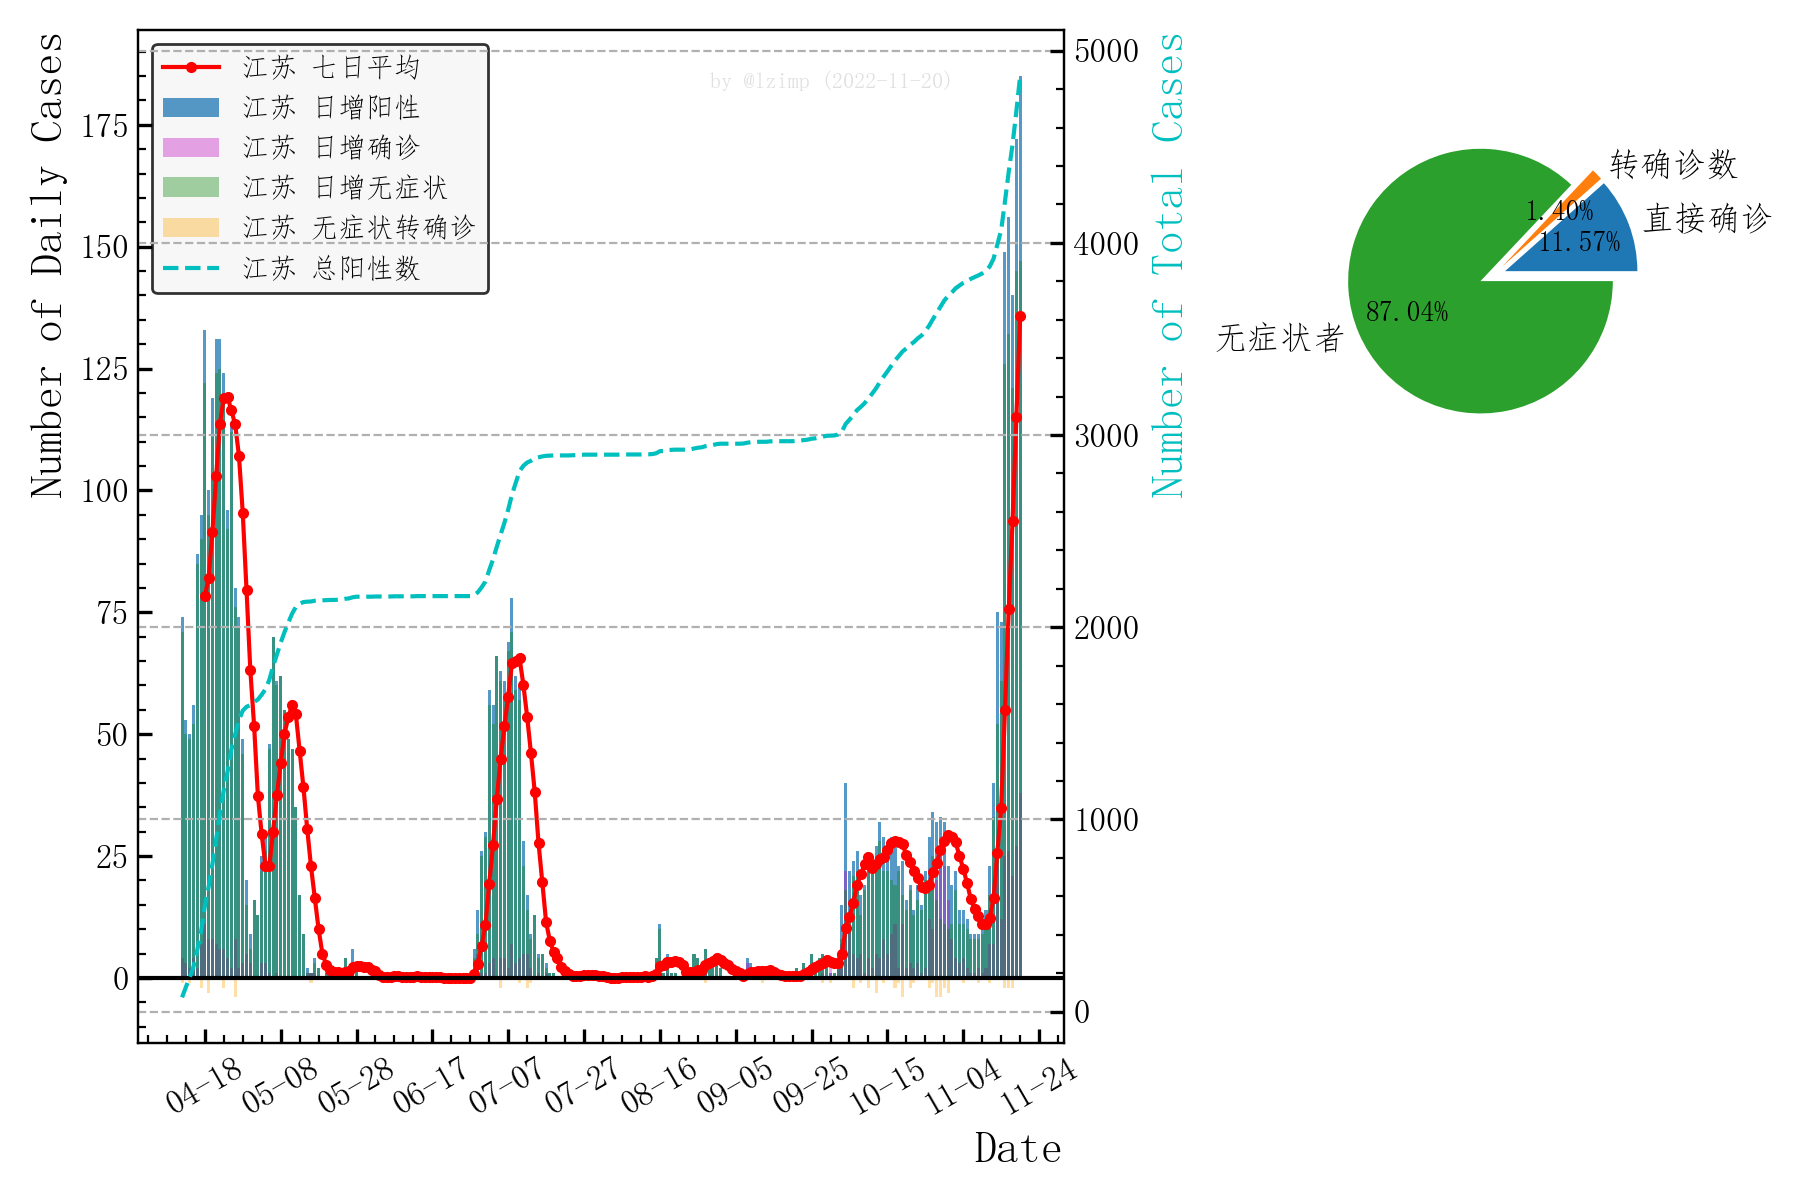 Number of Daily Cases
175
150
125
100
75
50
25
0
江苏 七日平均
江苏 日增阳性
江苏 日增确诊
江苏 日增无症状
江苏 无症状转确诊
江苏 总阳性数
by @lzimp (2022-11-20)
04-18
05-08
05-28
06-17
07-07
07-27
08-16
09-05
09-25
10-15
11-04
11-24
Date
5000
4000
3000
2000
1000
0
Number of Total Cases
转确诊数
直接确诊
无症状者
1.40%
11.57%
87.04%